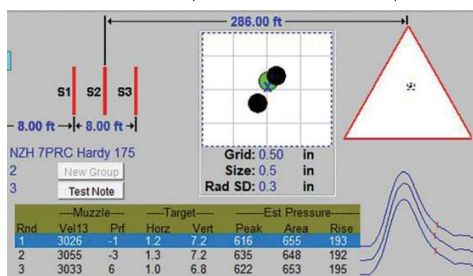 286.00 ft
S1 S2 S3
8.00 ft 8.00 ft
NZH 7PRC Hardy 175
2 New Group
3 Test Note
Grid: 0.50 in
Size: 0.5 in
Rad SD: 0.3 in
----Muzzle---- ----Target----- -------Est Pressure-------
Rnd Vel13 Prf Horz Vert Peak Area Rise
1 3026 -1 1.2 7.2 616 655 193
2 3055 -3 1.3 7.2 635 648 192
3 3033 6 1.0 6.8 622 653 195